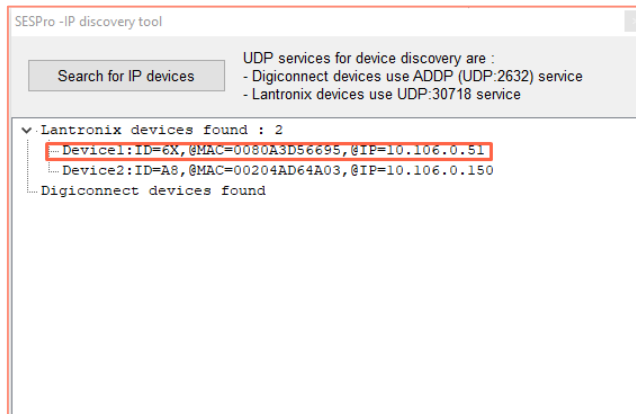 SESPro -IP discovery tool
Search for IP devices
UDP services for device discovery are :
- Digiconnect devices use ADDP (UDP:2632) service
- Lantronix devices use UDP:30718 service
Lantronix devices found : 2
Device1:ID=6X,@MAC=0080A3D56695,@IP=10.106.0.51
Device2:ID=A8,@MAC=00204AD64A03,@IP=10.106.0.150
Digiconnect devices found